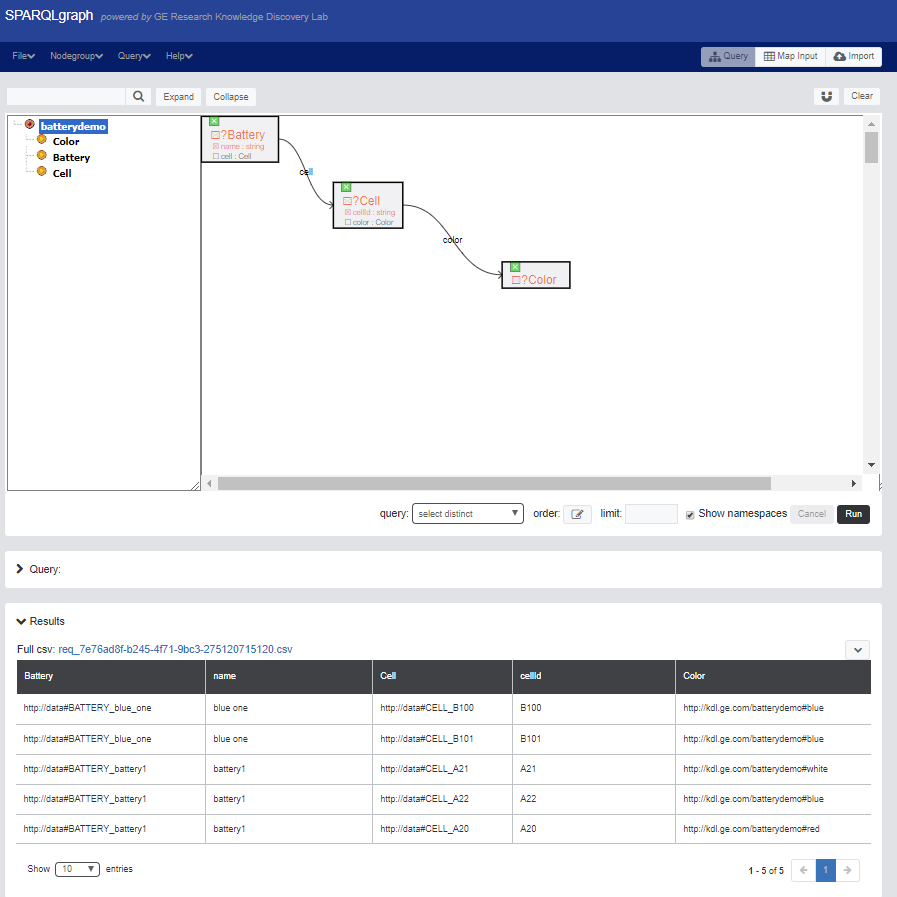 SPARQLgraph powered by GE Research Knowledge Discovery Lab
File Nodegroup Query Help Query Map Input Import
Expand Collapse Clear
batterydemo
Color
Battery
Cell
?Battery
name : string
cell : Cell
cell
?Cell
cellId : string
color : Color
color
?Color
query: select distinct order: limit: Show namespaces Cancel Run
Query:
Results
Full csv: req_7e76ad8f-b245-4f71-9bc3-275120715120.csv
Battery name Cell cellId Color
http://data#BATTERY_blue_one blue one http://data#CELL_B100 B100 http://kdl.ge.com/batterydemo#blue
http://data#BATTERY_blue_one blue one http://data#CELL_B101 B101 http://kdl.ge.com/batterydemo#blue
http://data#BATTERY_battery1 battery1 http://data#CELL_A21 A21 http://kdl.ge.com/batterydemo#white
http://data#BATTERY_battery1 battery1 http://data#CELL_A22 A22 http://kdl.ge.com/batterydemo#blue
http://data#BATTERY_battery1 battery1 http://data#CELL_A20 A20 http://kdl.ge.com/batterydemo#red
Show 10 entries 1 - 5 of 5 1